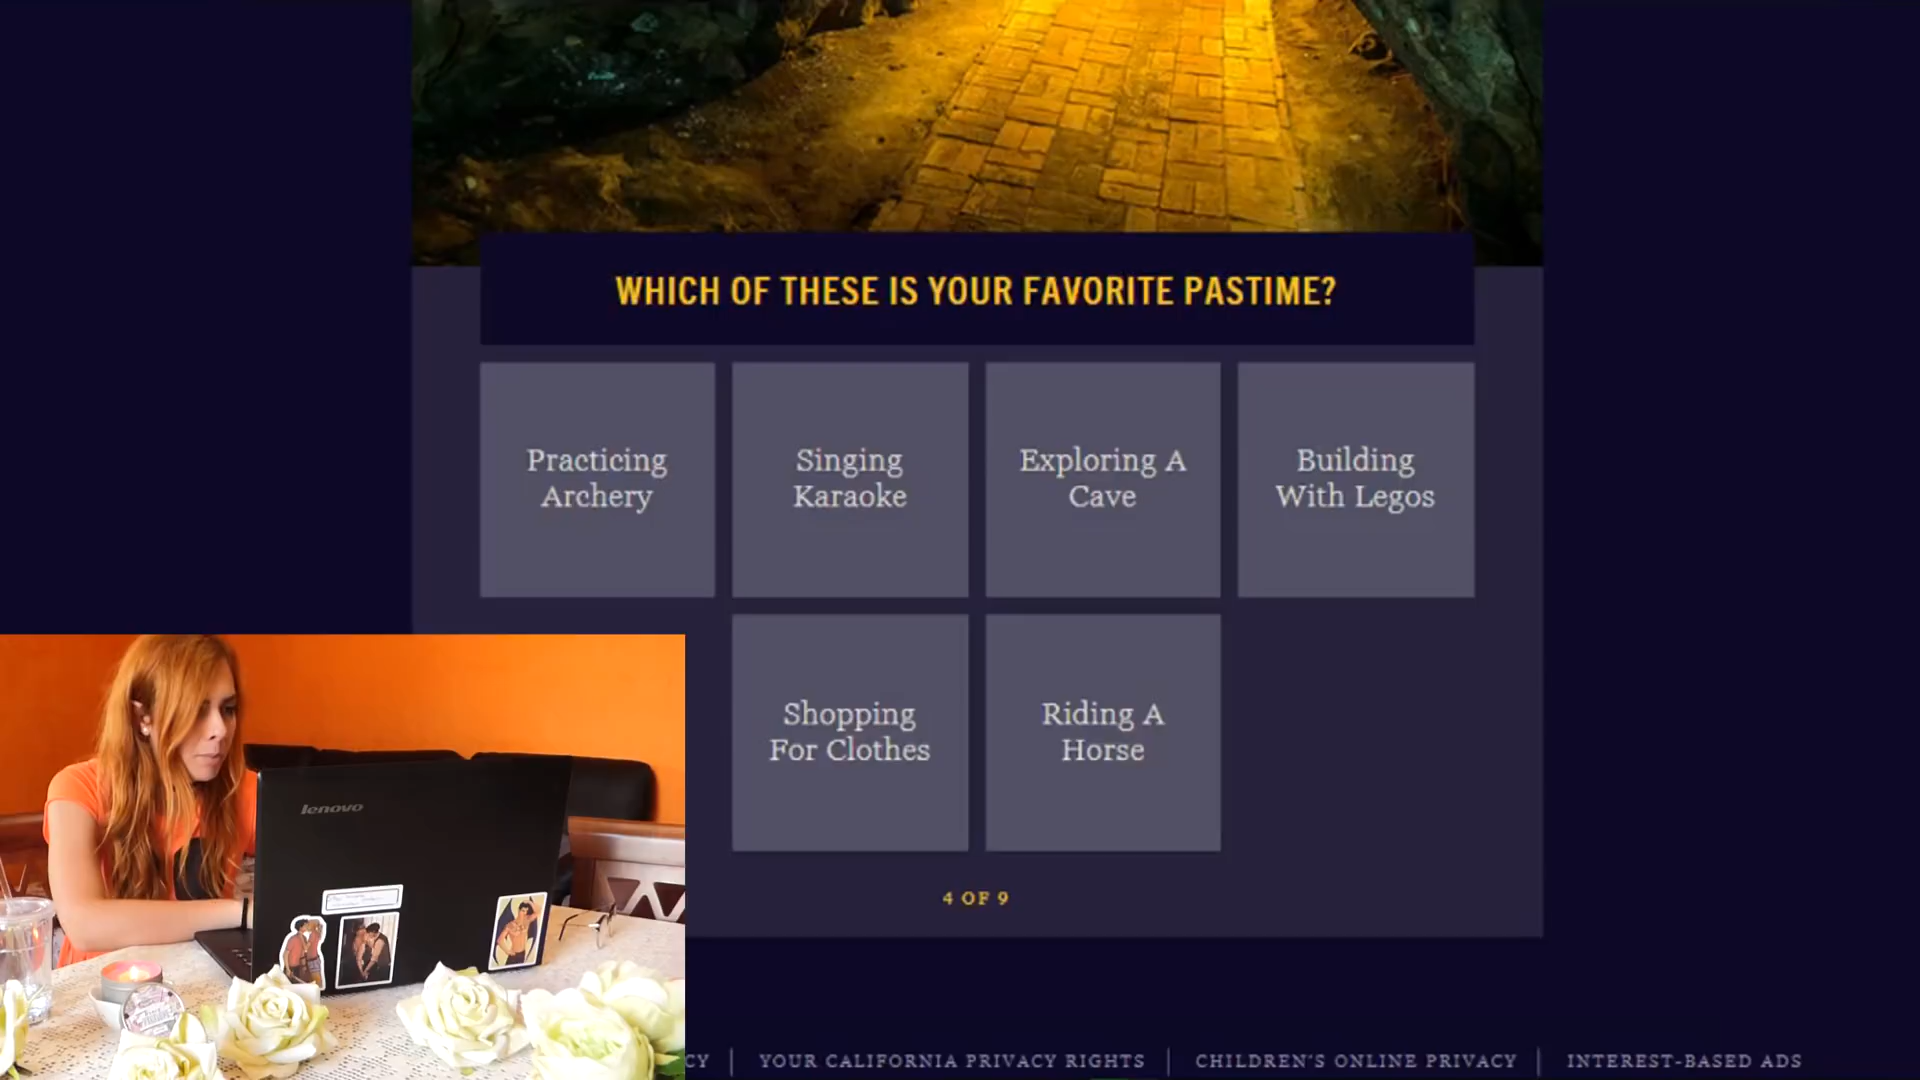 WHICH OF THESE IS YOUR FAVORITE PASTIME?
Practicing
Archery
Singing
Karaoke
Exploring A
Cave
Building
With Legos
Shopping
For Clothes
Riding A
Horse
4 OF 9
lenovo
CY | YOUR CALIFORNIA PRIVACY RIGHTS | CHILDREN'S ONLINE PRIVACY | INTEREST-BASED ADS